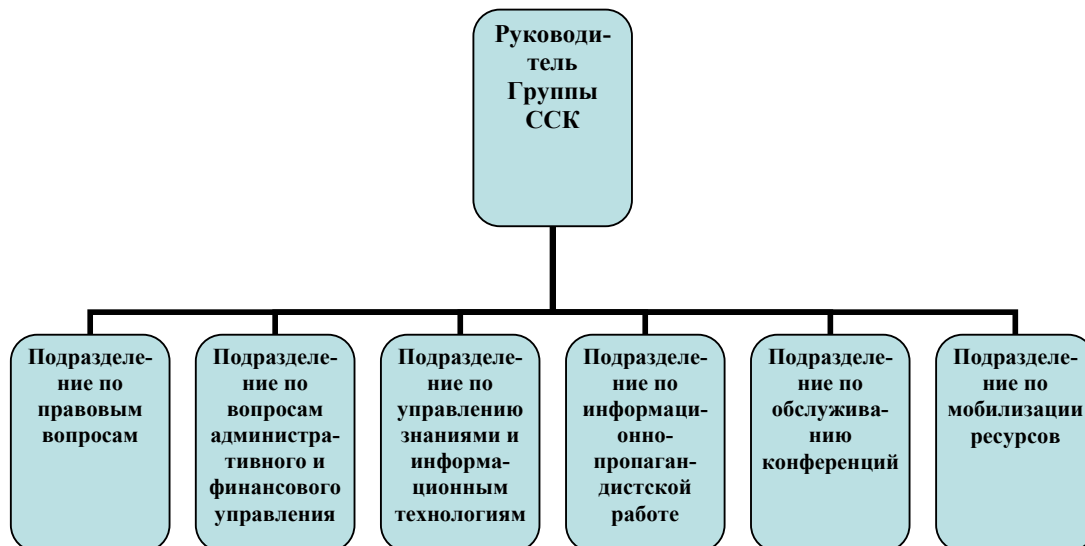 Руководи-
тель
Группы
ССК
Подразделе-
ние по
правовым
вопросам
Подразделе-
ние по
вопросам
администра-
тивного и
финансового
управления
Подразделе-
ние по
управлению
знаниями и
информа-
ционным
технологиям
Подразделе-
ние по
информаци-
онно-
пропаган-
дистской
работе
Подразделе-
ние по
обслужива-
нию
конференций
Подразделе-
ние по
мобилизации
ресурсов